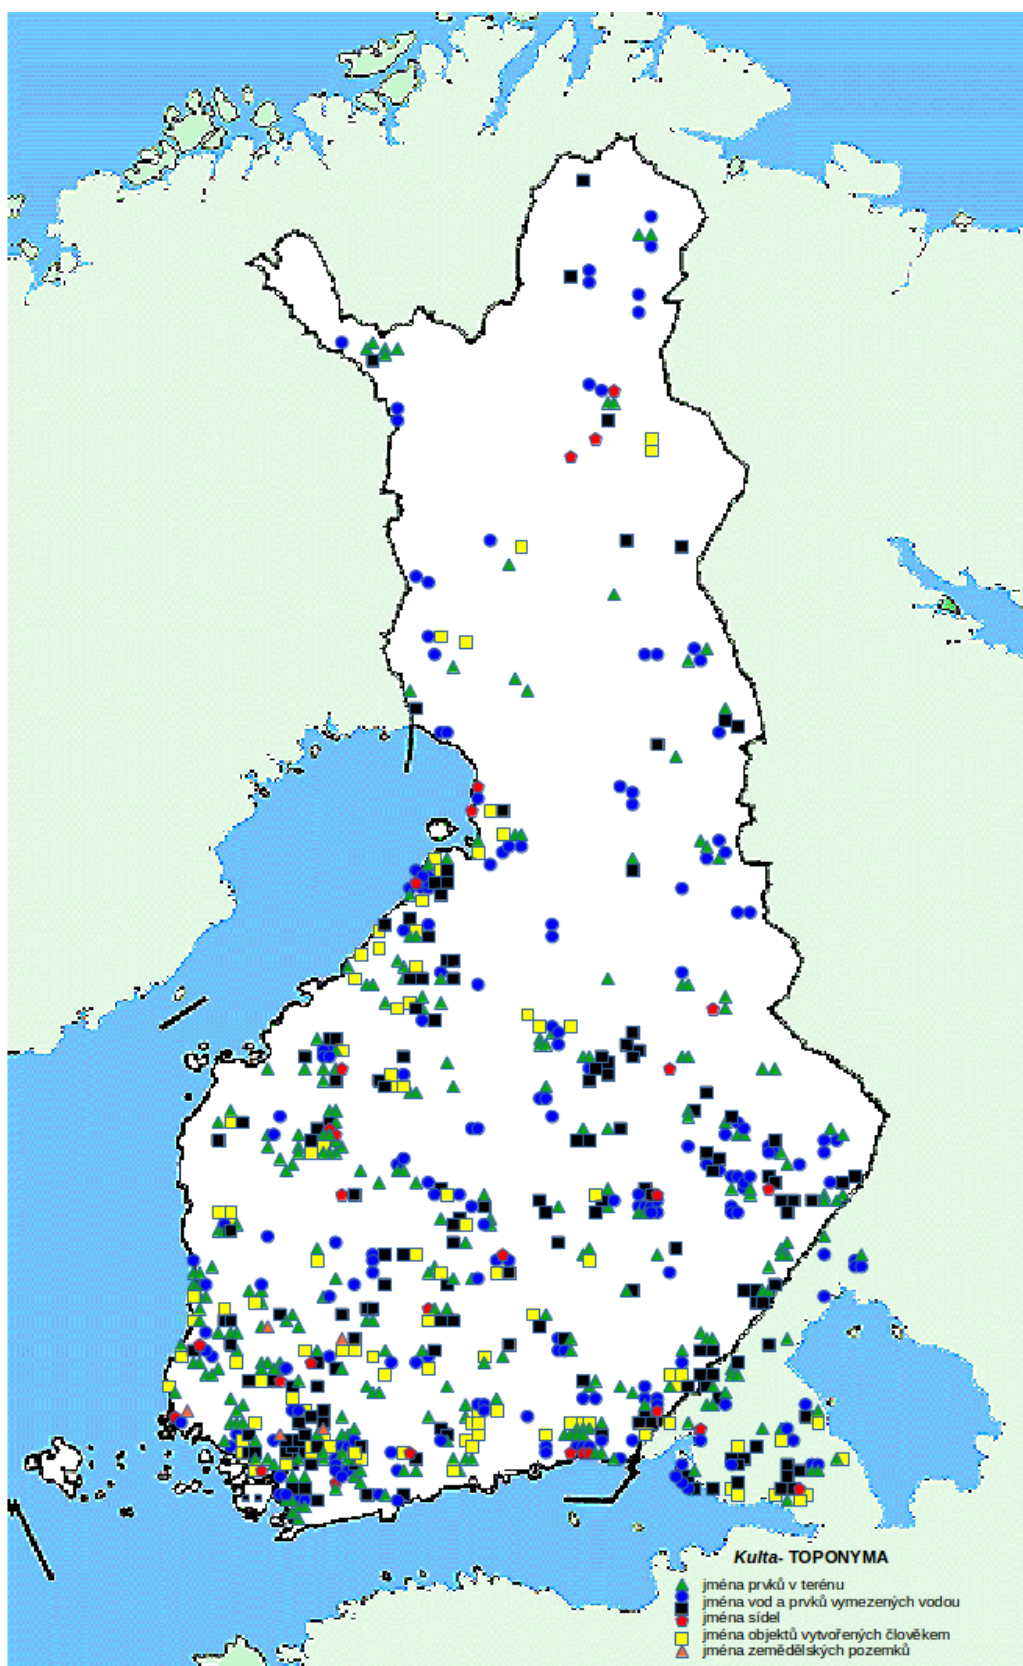 Kulta- TOPONYMA
jména prvků v terénu
jména vod a prvků vymezených vodou
jména sídel
jména objektů vytvořených člověkem
jména zemědělských pozemků